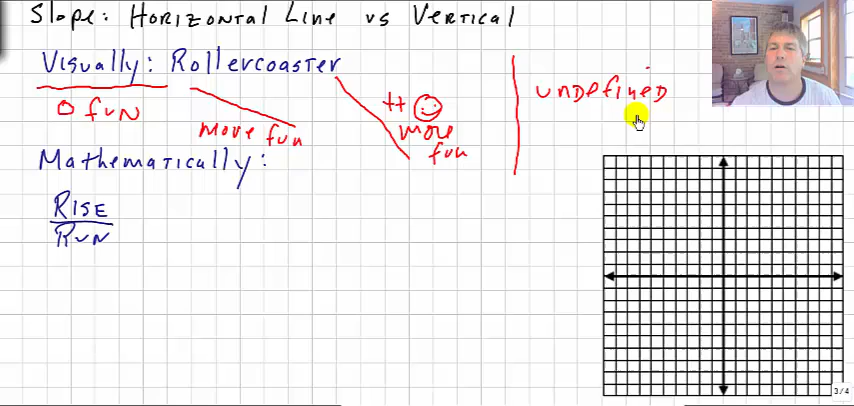 Slope: Horizontal Line vs Vertical
Visually: Rollercoaster
0 fun
more fun
++
more
fun
undefined
Mathematically:
Rise
Run
3/4